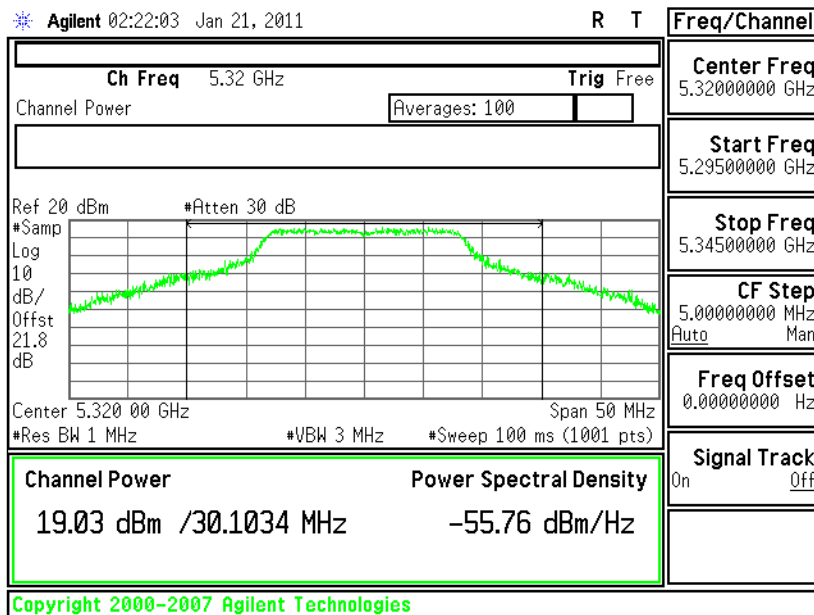 Agilent 02:22:03 Jan 21, 2011 R T
Ch Freq 5.32 GHz Trig Free
Channel Power Averages: 100
Ref 20 dBm #Atten 30 dB
#Samp
Log
10
dB/
Offst
21.8
dB
Center 5.320 00 GHz Span 50 MHz
#Res BW 1 MHz #VBW 3 MHz #Sweep 100 ms (1001 pts)
Channel Power Power Spectral Density
19.03 dBm /30.1034 MHz -55.76 dBm/Hz
Copyright 2000-2007 Agilent Technologies
Freq/Channel
Center Freq
5.32000000 GHz
Start Freq
5.29500000 GHz
Stop Freq
5.34500000 GHz
CF Step
5.00000000 MHz
Auto Man
Freq Offset
0.00000000 Hz
Signal Track
On Off